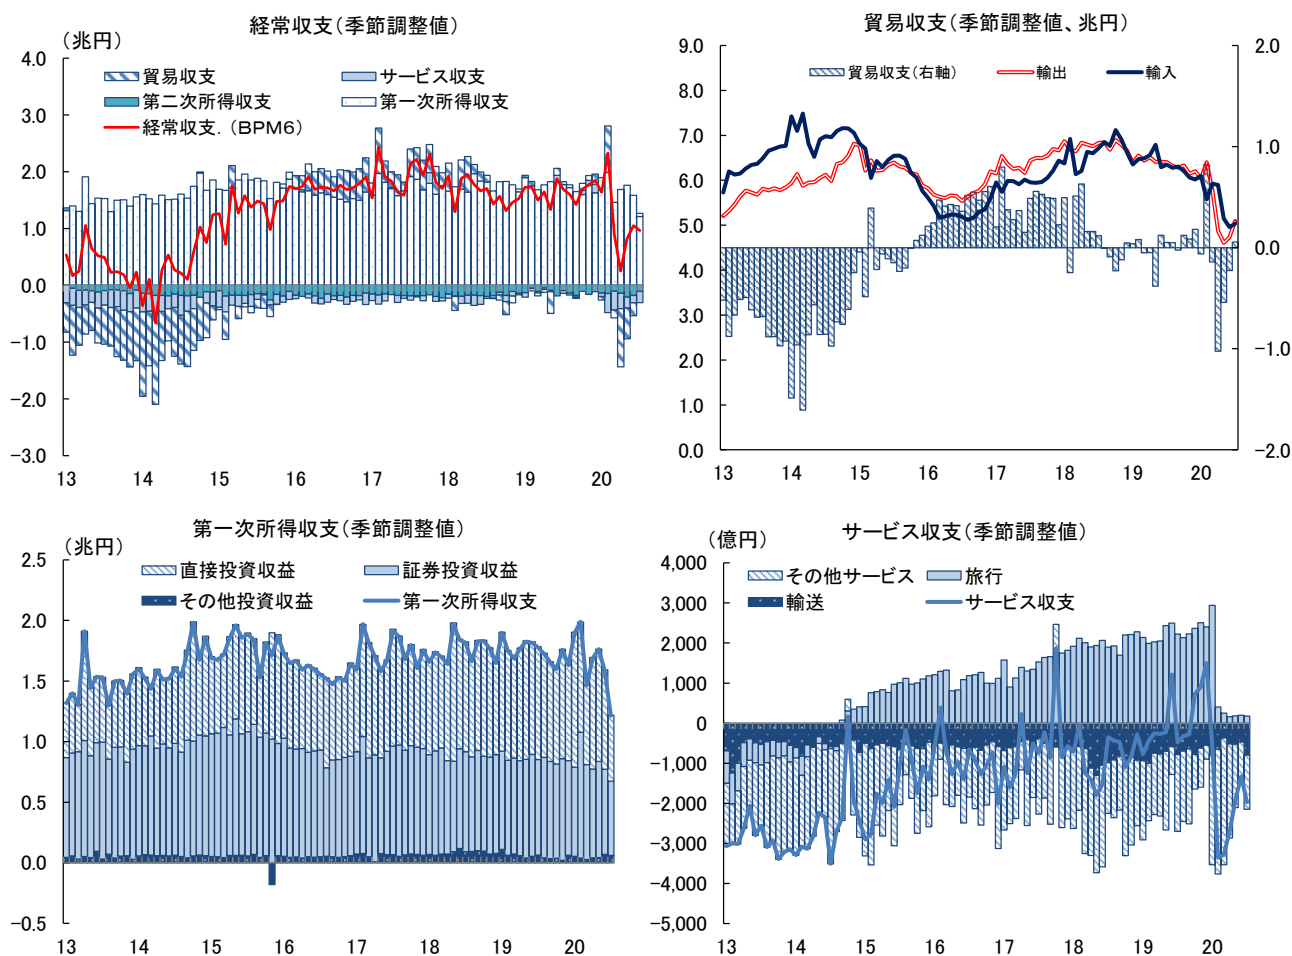 経常収支（季節調整値）
（兆円）
4.0
3.0
2.0
1.0
0.0
−1.0
−2.0
−3.0
貿易収支
サービス収支
第二次所得収支
第一次所得収支
経常収支．（BPM6）
13 14 15 16 17 18 19 20
貿易収支（季節調整値、兆円）
9.0
8.0
7.0
6.0
5.0
4.0
3.0
2.0
1.0
0.0
2.0
1.0
0.0
−1.0
−2.0
貿易収支（右軸） 輸出 輸入
13 14 15 16 17 18 19 20
第一次所得収支（季節調整値）
（兆円）
2.5
2.0
1.5
1.0
0.5
0.0
−0.5
直接投資収益
証券投資収益
その他投資収益
第一次所得収支
13 14 15 16 17 18 19 20
サービス収支（季節調整値）
（億円）
4,000
3,000
2,000
1,000
0
−1,000
−2,000
−3,000
−4,000
−5,000
その他サービス
旅行
輸送
サービス収支
13 14 15 16 17 18 19 20